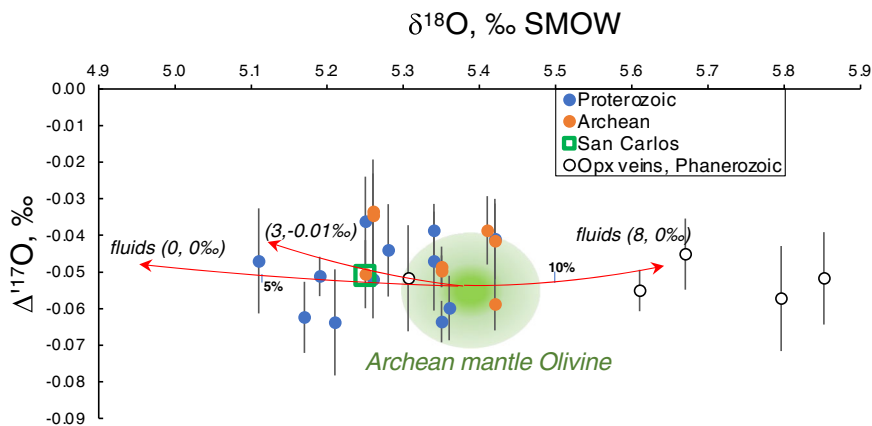 δ18O, ‰ SMOW
4.9 5.0 5.1 5.2 5.3 5.4 5.5 5.6 5.7 5.8 5.9
0.00
-0.01
-0.02
-0.03
-0.04
-0.05
-0.06
-0.07
-0.08
-0.09
Δ'17O, ‰
Proterozoic
Archean
San Carlos
Opx veins, Phanerozoic
(3,-0.01‰)
fluids (0, 0‰)
fluids (8, 0‰)
5%
10%
Archean mantle Olivine